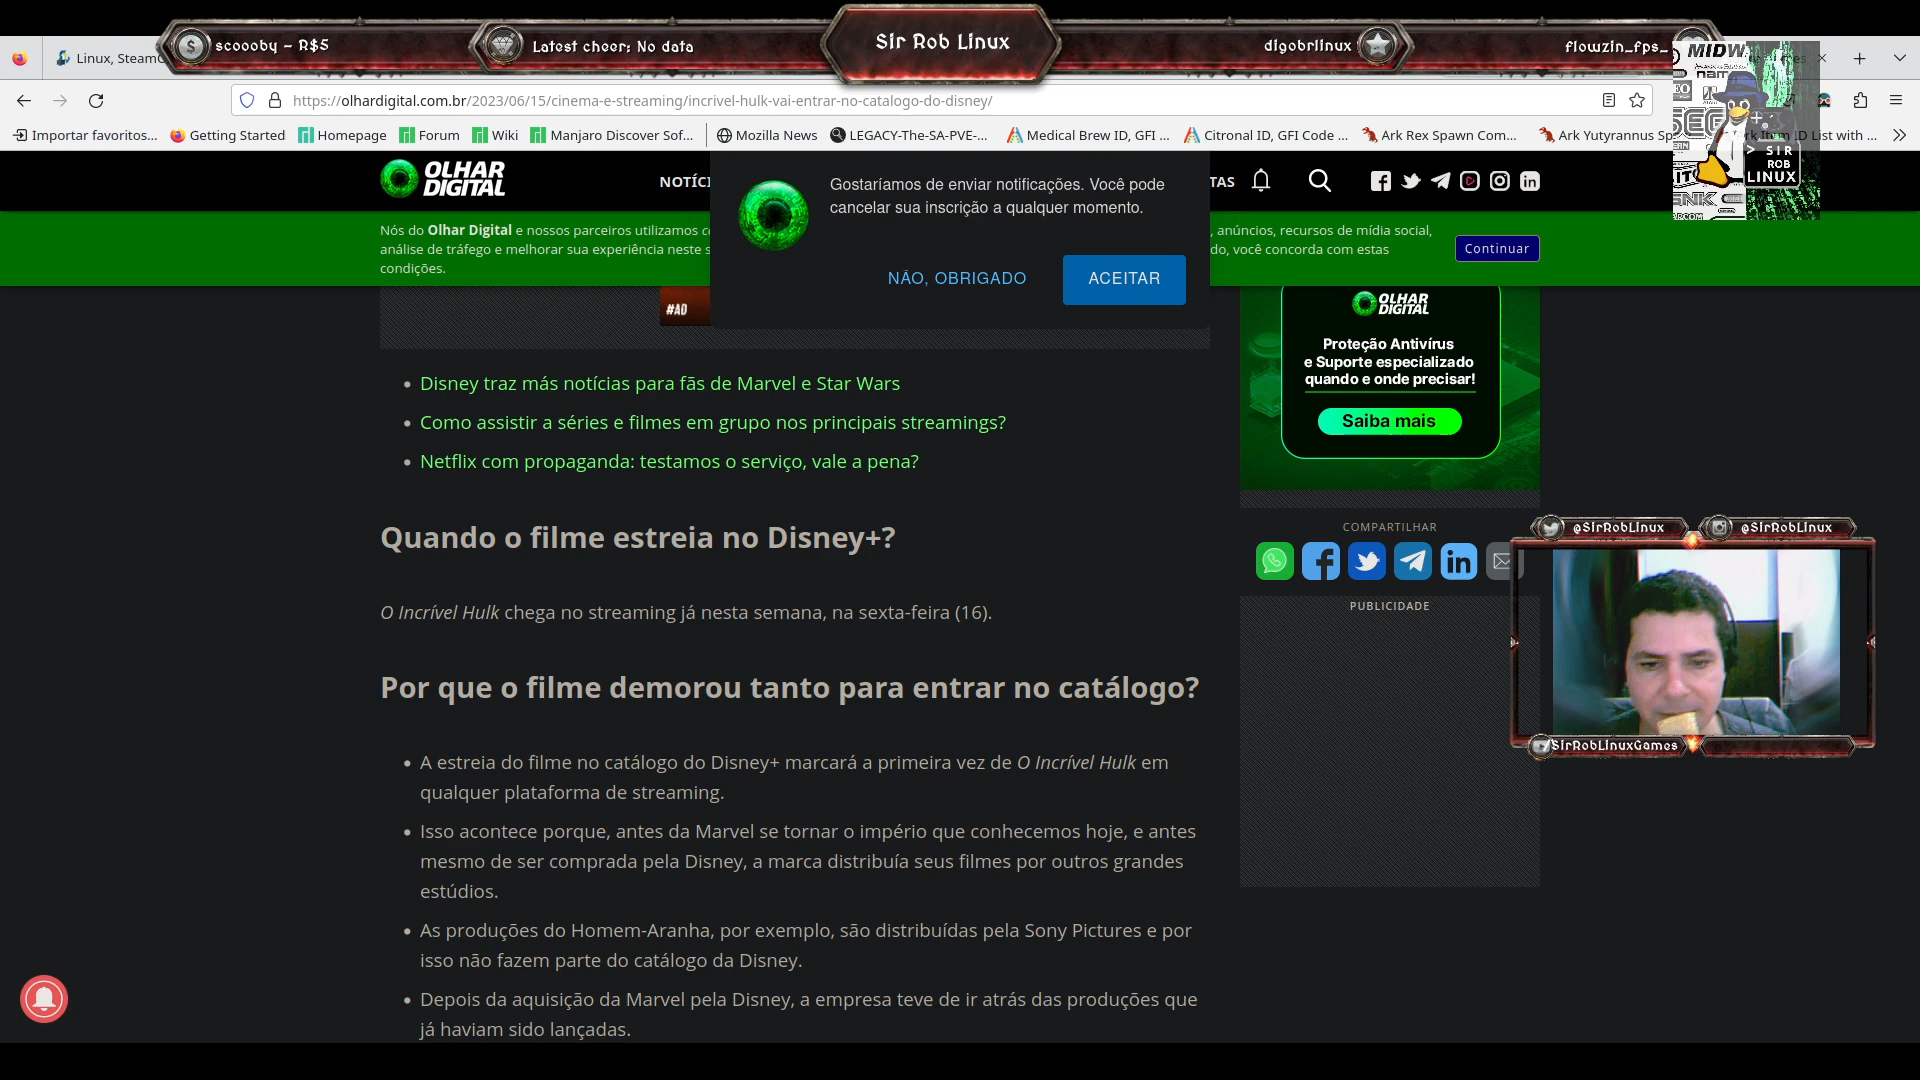 scoooby - R$5
Latest cheer: No data
Sir Rob Linux
digobrlinux
flowzin_fps_
Linux, SteamO
https://olhardigital.com.br/2023/06/15/cinema-e-streaming/incrivel-hulk-vai-entrar-no-catalogo-do-disney/
Importar favoritos...
Getting Started
Homepage
Forum
Wiki
Manjaro Discover Sof...
Mozilla News
LEGACY-The-SA-PVE-...
Medical Brew ID, GFI ...
Citronal ID, GFI Code ...
Ark Rex Spawn Com...
Ark Yutyrannus Sp
Item ID List with ...
MIDW
> SIR
ROB
LINUX
OLHAR
DIGITAL
NOTÍCI
TAS
Gostaríamos de enviar notificações. Você pode
cancelar sua inscrição a qualquer momento.
NÃO, OBRIGADO
ACEITAR
Nós do Olhar Digital e nossos parceiros utilizamos c
, anúncios, recursos de mídia social,
análise de tráfego e melhorar sua experiência neste s
do, você concorda com estas
condições.
Continuar
#AD
OLHAR
DIGITAL
Proteção Antivírus
e Suporte especializado
quando e onde precisar!
Saiba mais
Disney traz más notícias para fãs de Marvel e Star Wars
Como assistir a séries e filmes em grupo nos principais streamings?
Netflix com propaganda: testamos o serviço, vale a pena?
Quando o filme estreia no Disney+?
O Incrível Hulk chega no streaming já nesta semana, na sexta-feira (16).
Por que o filme demorou tanto para entrar no catálogo?
A estreia do filme no catálogo do Disney+ marcará a primeira vez de O Incrível Hulk em
qualquer plataforma de streaming.
Isso acontece porque, antes da Marvel se tornar o império que conhecemos hoje, e antes
mesmo de ser comprada pela Disney, a marca distribuía seus filmes por outros grandes
estúdios.
As produções do Homem-Aranha, por exemplo, são distribuídas pela Sony Pictures e por
isso não fazem parte do catálogo da Disney.
Depois da aquisição da Marvel pela Disney, a empresa teve de ir atrás das produções que
já haviam sido lançadas.
COMPARTILHAR
PUBLICIDADE
@SirRobLinux
@SirRobLinux
SirRobLinuxGames